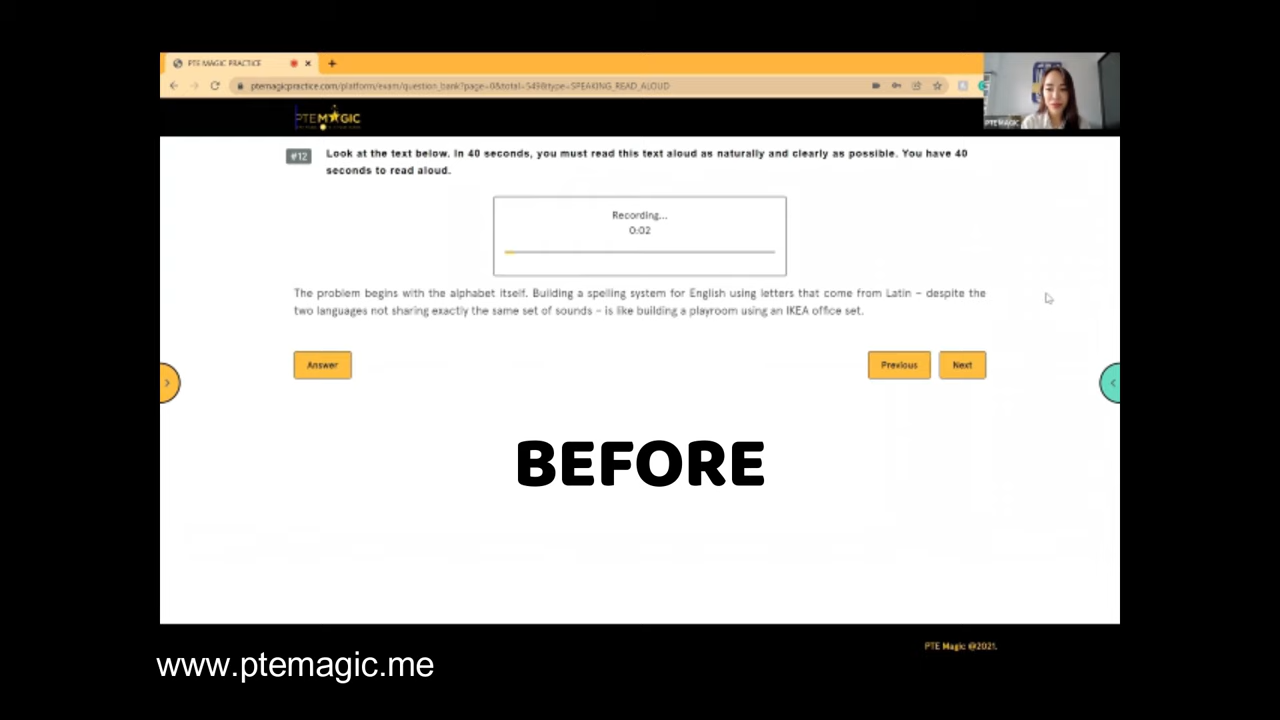 PTE MAGIC PRACTICE
ptemagicpractice.com/platform/exam/question_bank?page=0&total=549&type=SPEAKING_READ_ALOUD
PTE MAGIC
PTEMAGIC
#12
Look at the text below. In 40 seconds, you must read this text aloud as naturally and clearly as possible. You have 40
seconds to read aloud.
Recording...
0:02
The problem begins with the alphabet itself. Building a spelling system for English using letters that come from Latin – despite the
two languages not sharing exactly the same set of sounds – is like building a playroom using an IKEA office set.
Answer
Previous
Next
BEFORE
PTE Magic @2021.
www.ptemagic.me